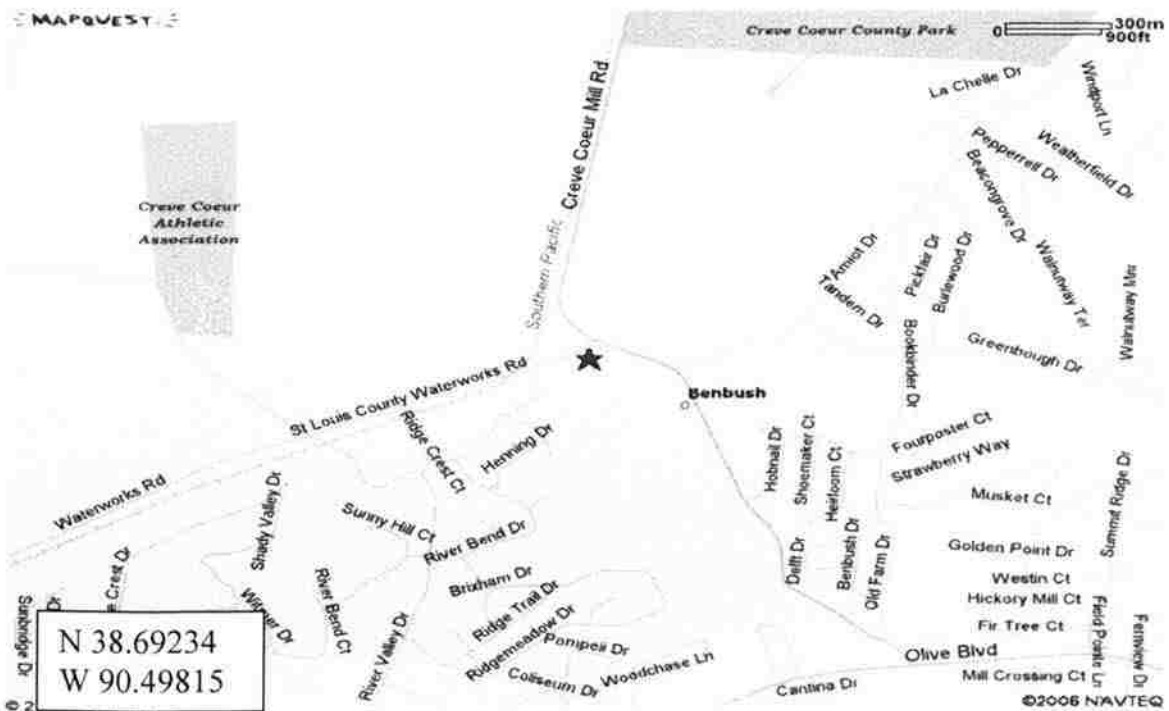 MAPQUEST
Creve Coeur County Park
0 300m
900ft
La Chelle Dr
Windport Ln
Creve Coeur Mill Rd
Pepperrell Dr
Weatherfield Dr
Beacongrove Dr
Creve Coeur
Athletic
Association
Southern Pacific
Amiot Dr
Tandem Dr
Pickfair Dr
Burlewood Dr
Walnutway Ter
Walnutway Mnr
Bookbinder Dr
Greenbough Dr
St Louis County Waterworks Rd
Benbush
Ridge Crest Ct
Henning Dr
Hobnail Dr
Shoemaker Ct
Heirloom Ct
Fourposter Ct
Strawberry Way
Waterworks Rd
Shady Valley Dr
Sunny Hill Ct
River Bend Dr
Musket Ct
Summit Ridge Dr
Golden Point Dr
Delft Dr
Benbush Dr
Old Farm Dr
Brixham Dr
Westin Ct
Hickory Mill Ct
Fir Tree Ct
Sunbridge Dr
Dr
e Crest Dr
River Bend Ct
River Valley Dr
Ridge Trail Dr
Ridgemeadow Dr
Pompeii Dr
Coliseum Dr
Woodchase Ln
Olive Blvd
Cantina Dr
Mill Crossing Ct
Field Pointe Ln
Fernview Dr
N 38.69234
W 90.49815
© 2
©2006 NAVTEQ